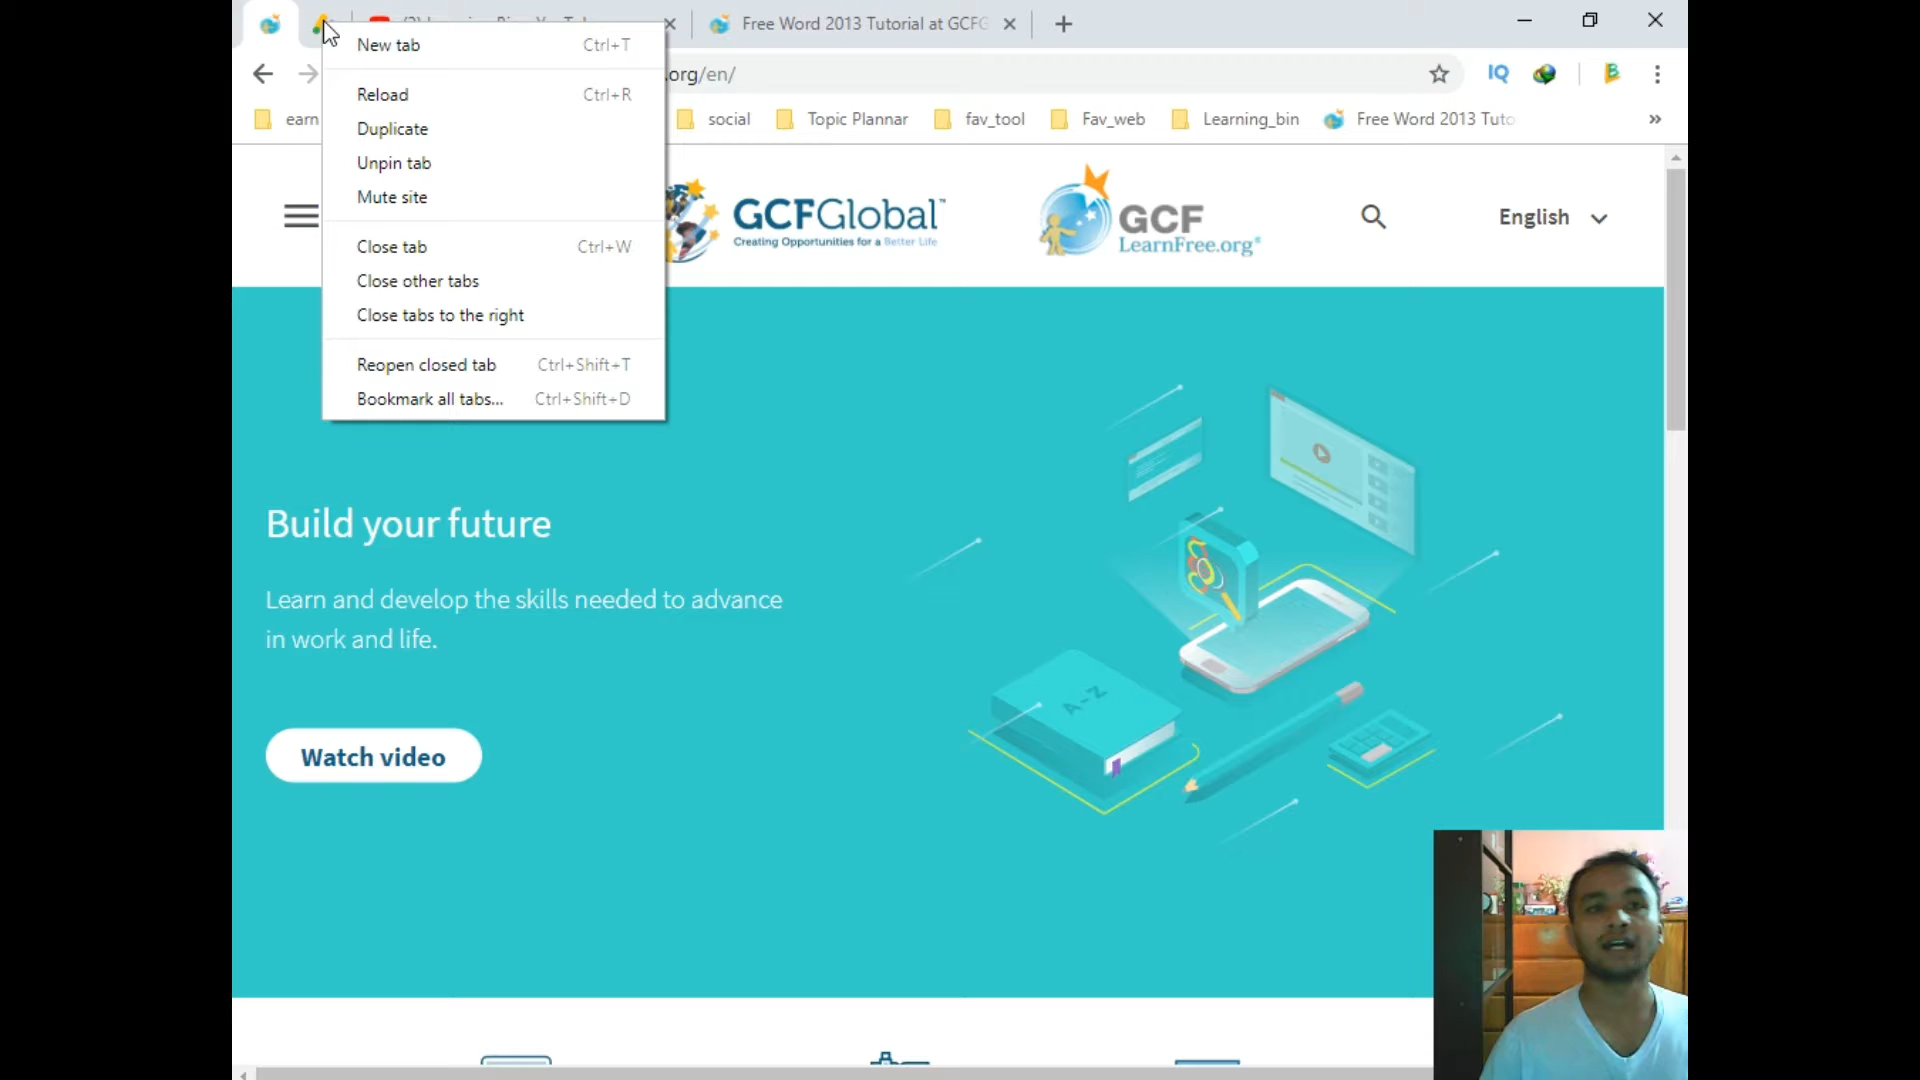 Free Word 2013 Tutorial at GCFG
New tab Ctrl+T
Reload Ctrl+R
Duplicate
Unpin tab
Mute site
Close tab Ctrl+W
Close other tabs
Close tabs to the right
Reopen closed tab Ctrl+Shift+T
Bookmark all tabs... Ctrl+Shift+D
.org/en/
IQ
earn social Topic Plannar fav_tool Fav_web Learning_bin Free Word 2013 Tuto »
GCFGlobal™
Creating Opportunities for a Better Life
GCF
LearnFree.org®
English
Build your future
Learn and develop the skills needed to advance
in work and life.
Watch video
A-Z